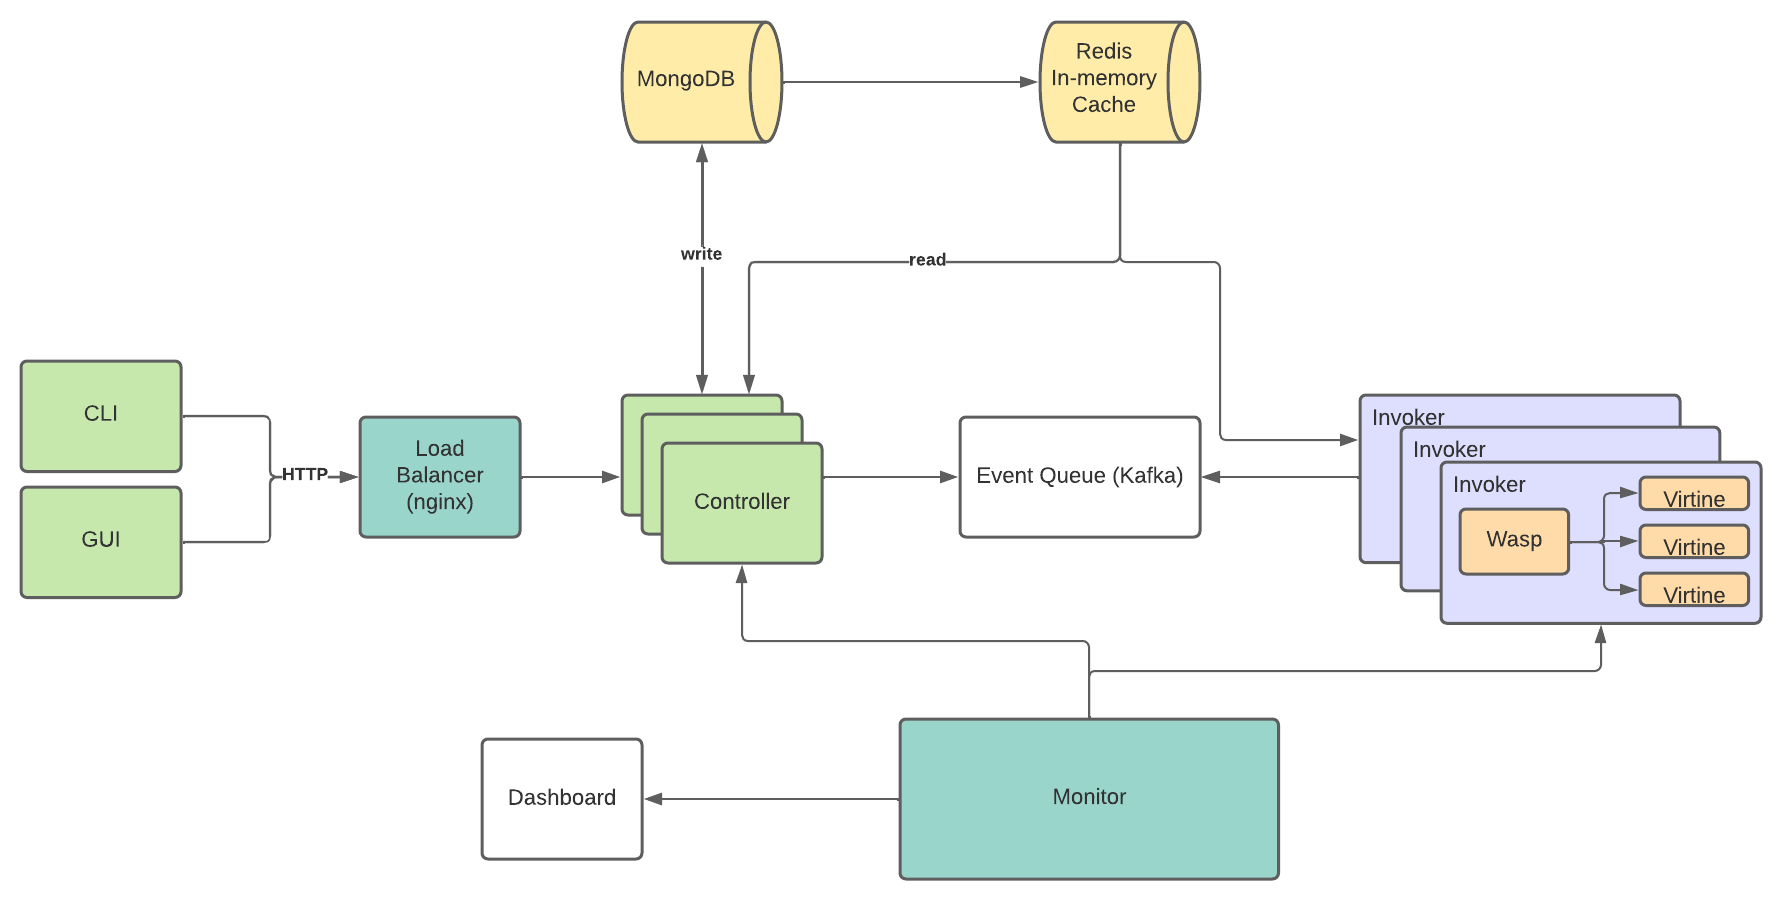 MongoDB
Redis
In-memory
Cache
write
read
CLI
GUI
HTTP
Load
Balancer
(nginx)
Controller
Event Queue (Kafka)
Invoker
Invoker
Invoker
Wasp
Virtine
Virtine
Virtine
Dashboard
Monitor